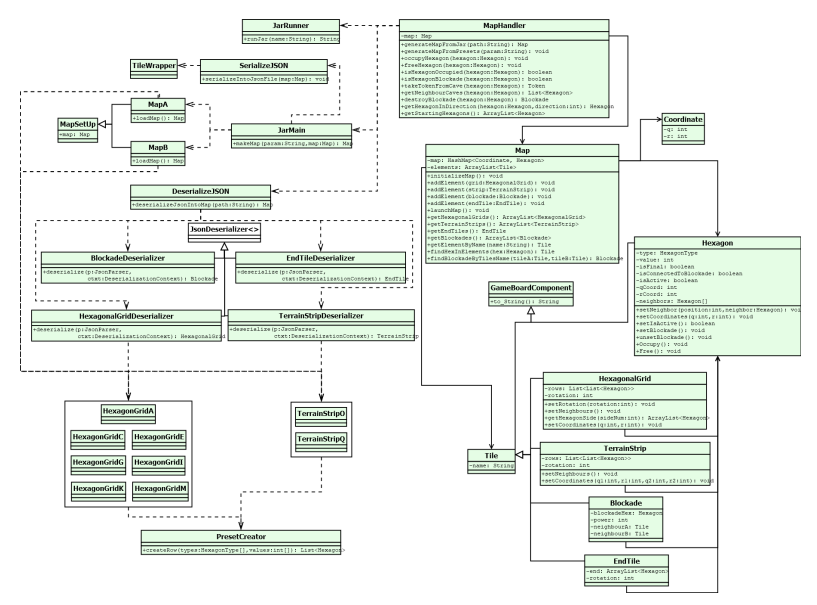 JarRunner
+runJar(name:String): String
MapHandler
-map: Map
+generateMapFromJar(path:String): Map
+generateMapFromPresets(param:String): void
+occupyHexagon(hexagon:Hexagon): void
+freeHexagon(hexagon:Hexagon): void
+isHexagonOccupied(hexagon:Hexagon): boolean
+isHexagonBlockade(hexagon:Hexagon): boolean
+takeTokenFromCave(hexagon:Hexagon): Token
+getNeighbourCaves(hexagon:Hexagon): List<Hexagon>
+destroyBlockade(hexagon:Hexagon): Blockade
+getHexagonInDirection(hexagon:Hexagon,direction:int): Hexagon
+getStartingHexagons(): ArrayList<Hexagon>
TileWrapper
SerializeJSON
+serializeIntoJsonFile(map:Map): void
MapA
+loadMap(): Map
MapSetUp
+map: Map
MapB
+loadMap(): Map
JarMain
+makeMap(param:String,map:Map): Map
Coordinate
-q: int
-r: int
Map
-map: HashMap<Coordinate, Hexagon>
-elements: ArrayList<Tile>
+initializeMap(): void
+addElement(grid:HexagonalGrid): void
+addElement(strip:TerrainStrip): void
+addElement(blockade:Blockade): void
+addElement(endTile:EndTile): void
+launchMap(): void
+getHexagonalGrids(): ArrayList<HexagonalGrid>
+getTerrainStrips(): ArrayList<TerrainStrip>
+getEndTiles(): EndTile
+getBlockades(): ArrayList<Blockade>
+getElementByName(name:String): Tile
+findHexInElements(hex:Hexagon): Tile
+findBlockadeByTilesName(tileA:Tile,tileB:Tile): Blockade
DeserlizeJSON
+deserializeJsonIntoMap(path:String): Map
JsonDeserializer<>
BlockadeDeserializer
+deserialize(p:JsonParser,
ctxt:DeserializationContext): Blockade
EndTileDeserializer
+deserialize(p:JsonParser,
ctxt:DeserializationContext): EndTile
HexagonalGridDeserializer
+deserialize(p:JsonParser,
ctxt:DeserializationContext): HexagonalGrid
TerrainStripDeserializer
+deserialize(p:JsonParser,
ctxt:DeserializationContext): TerrainStrip
Hexagon
-type: HexagonType
-value: int
-isFinal: boolean
-isConnectedToBlockade: boolean
-isActive: boolean
-qCoord: int
-rCoord: int
-neighbors: Hexagon[]
+setNeighbor(position:int,neighbor:Hexagon): voi
+setCoordinates(q:int,r:int): void
+setIsActive(): boolean
+setBlockade(): void
+unsetBlockade(): void
+Occupy(): void
+Free(): void
GameBoardComponent
+to_String(): String
HexagonalGrid
-rows: List<List<Hexagon>>
-rotation: int
+setRotation(rotation:int): void
+setNeighbours(): void
+getHexagonSide(sideNum:int): ArrayList<Hexagon>
+setCoordinates(q:int,r:int): void
HexagonGridA
HexagonGridC
HexagonGridE
HexagonGridG
HexagonGridI
HexagonGridK
HexagonGridM
TerrainStripO
TerrainStripQ
Tile
-name: String
TerrainStrip
-rows: List<List<Hexagon>>
-rotation: int
+setNeighbours(): void
+setCoordinates(q1:int,r1:int,q2:int,r2:int): void
Blockade
-blockadeHex: Hexagon
-power: int
-neighbourA: Tile
-neighbourB: Tile
PresetCreator
+createRow(types:HexagonType[],values:int[]): List<Hexagon>
EndTile
-end: ArrayList<Hexagon>
-rotation: int